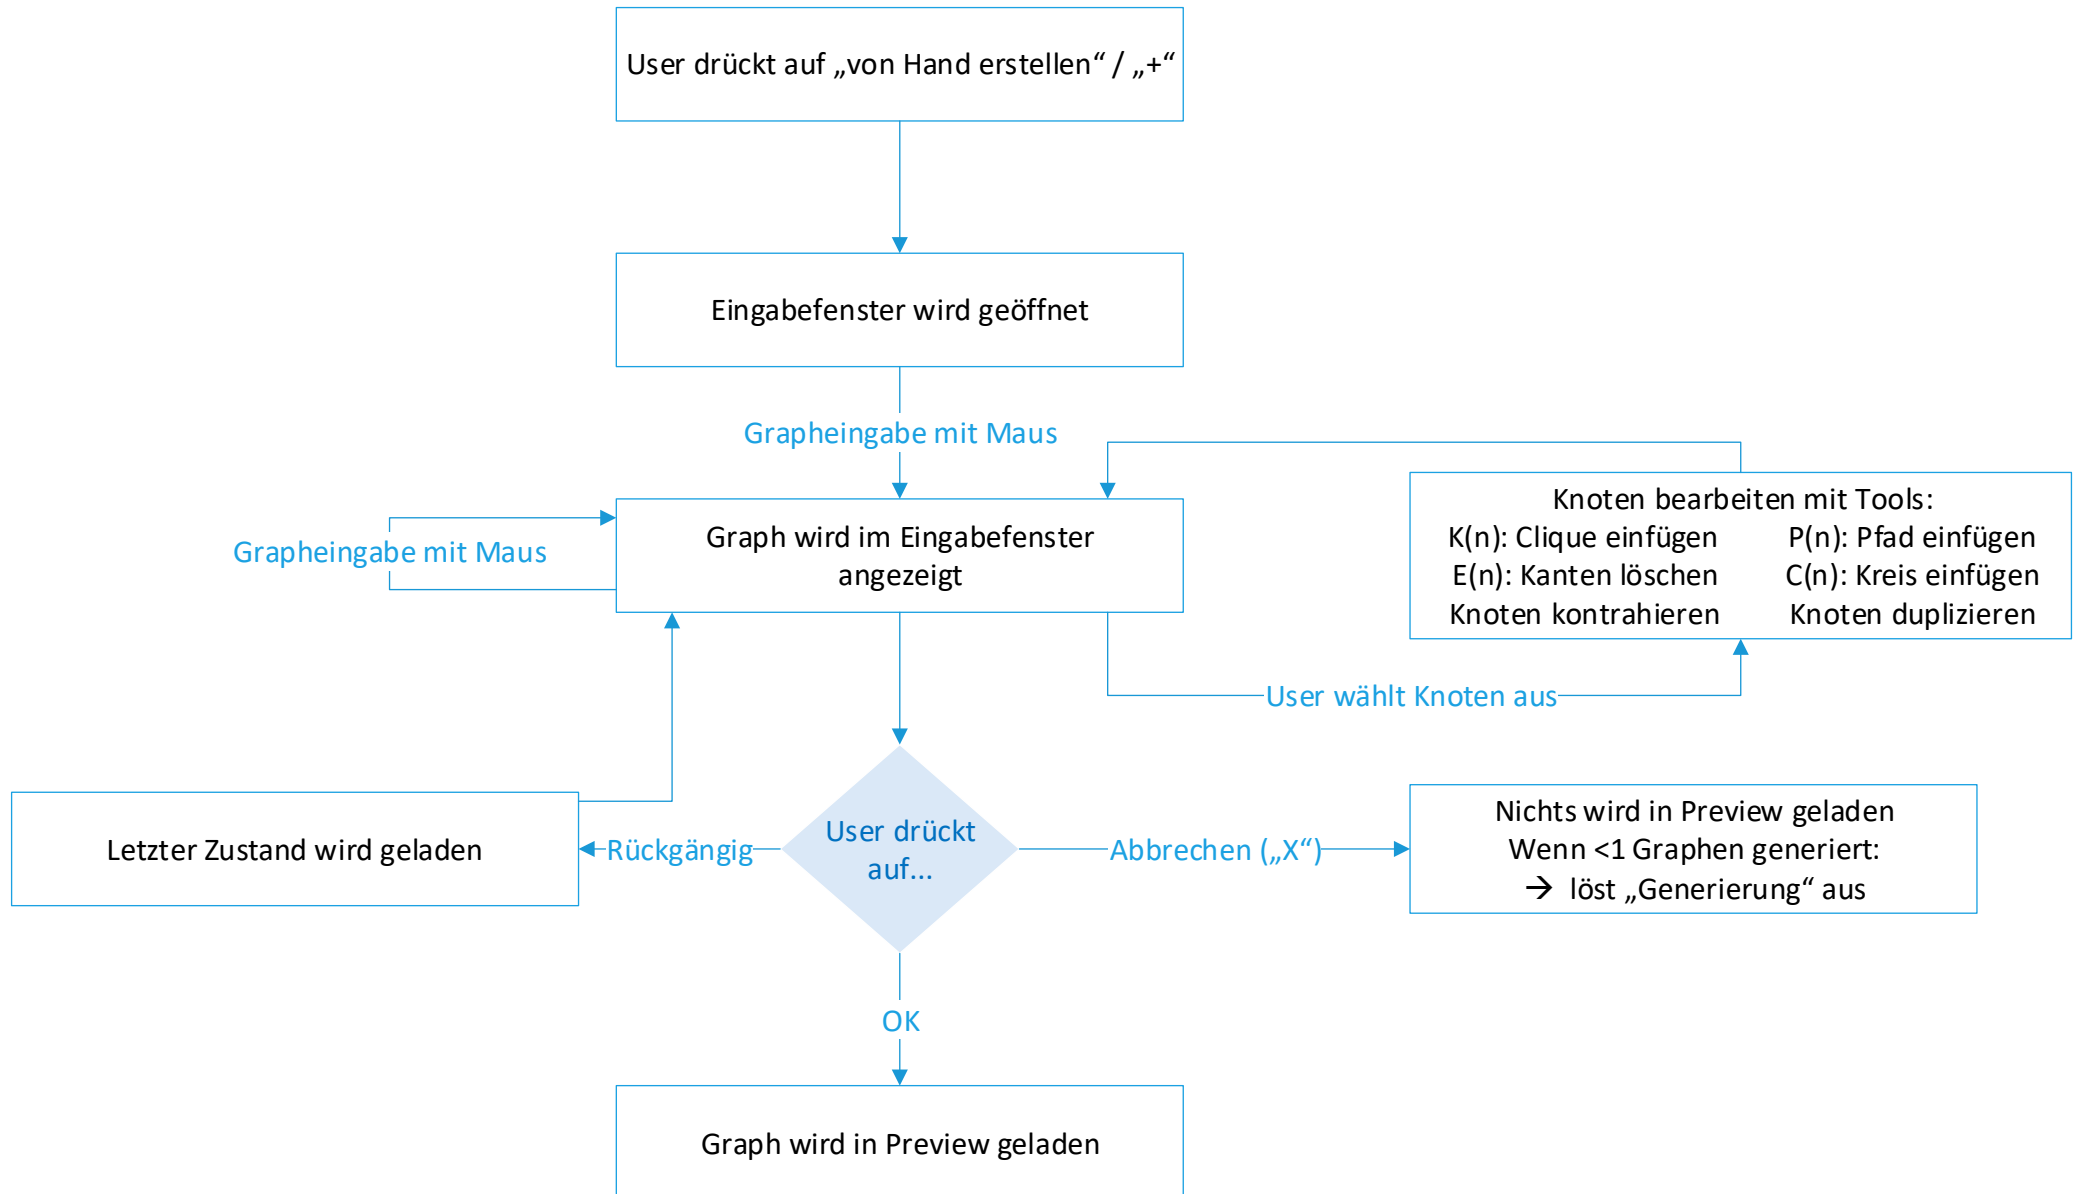 User drückt auf „von Hand erstellen“ / „+“
Eingabefenster wird geöffnet
Grapheingabe mit Maus
Grapheingabe mit Maus
Graph wird im Eingabefenster
angezeigt
Knoten bearbeiten mit Tools:
K(n): Clique einfügen P(n): Pfad einfügen
E(n): Kanten löschen C(n): Kreis einfügen
Knoten kontrahieren Knoten duplizieren
User wählt Knoten aus
Letzter Zustand wird geladen
Rückgängig
User drückt
auf...
Abbrechen („X“)
Nichts wird in Preview geladen
Wenn <1 Graphen generiert:
→ löst „Generierung“ aus
OK
Graph wird in Preview geladen